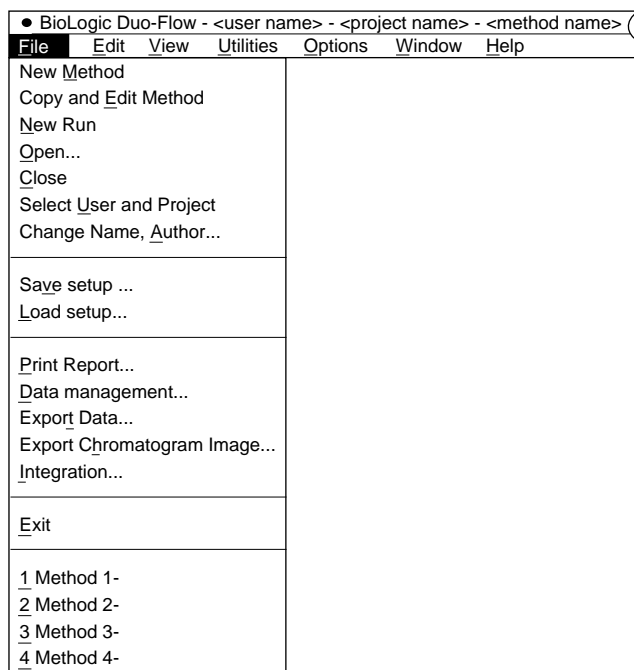 BioLogic Duo-Flow - <user name> - <project name> - <method name>
File Edit View Utilities Options Window Help
New Method
Copy and Edit Method
New Run
Open...
Close
Select User and Project
Change Name, Author...
Save setup ...
Load setup...
Print Report...
Data management...
Export Data...
Export Chromatogram Image...
Integration...
Exit
1 Method 1-
2 Method 2-
3 Method 3-
4 Method 4-